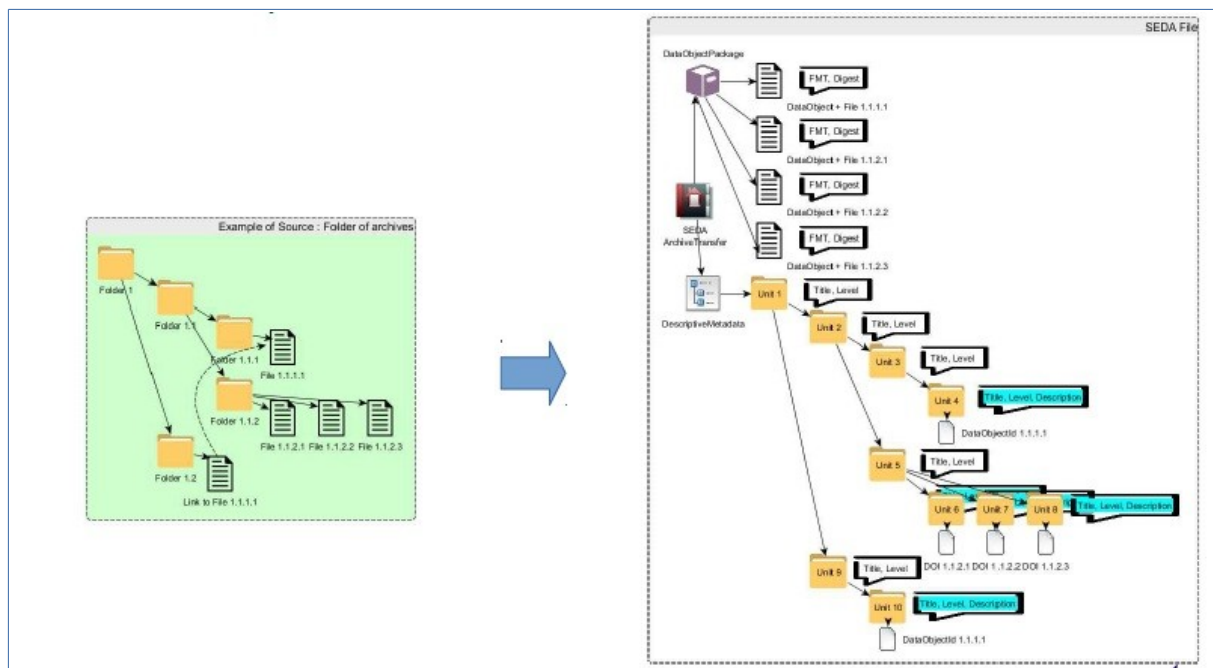 Example of Source : Folder of archives
Folder 1
Folder 1.1
Folder 1.1.1
File 1.1.1.1
Folder 1.1.2
File 1.1.2.1 File 1.1.2.2 File 1.1.2.3
Folder 1.2
Link to File 1.1.1.1
SEDA File
DataObjectPackage
FMT, Digest
DataObject + File 1.1.1.1
FMT, Digest
DataObject + File 1.1.2.1
FMT, Digest
DataObject + File 1.1.2.2
SEDA
ArchiveTransfer
FMT, Digest
DataObject + File 1.1.2.3
DescriptiveMetadata
Unit 1
Title, Level
Unit 2
Title, Level
Unit 3
Title, Level
Unit 4
Title, Level, Description
DataObjectId 1.1.1.1
Unit 5
Title, Level
Unit 6
Unit 7
Unit 8
Title, Level, Description
DOI 1.1.2.1 DOI 1.1.2.2 DOI 1.1.2.3
Unit 9
Title, Level
Unit 10
Title, Level, Description
DataObjectId 1.1.1.1